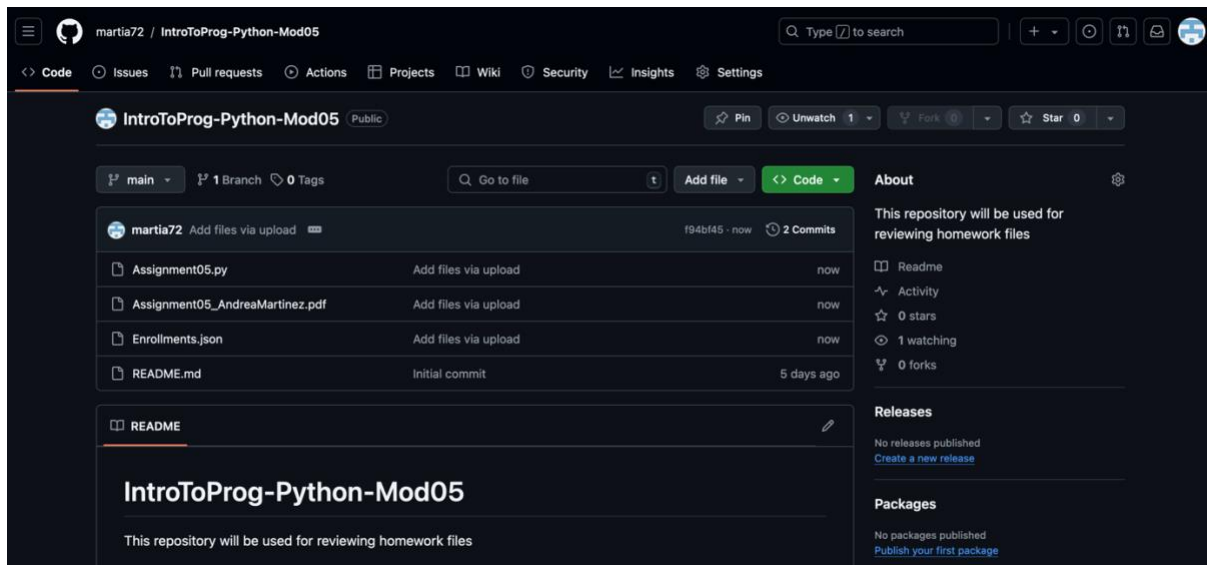 martia72 / IntroToProg-Python-Mod05
Type / to search
Code Issues Pull requests Actions Projects Wiki Security Insights Settings
IntroToProg-Python-Mod05 Public
Pin Unwatch 1 Fork 0 Star 0
main 1 Branch 0 Tags Go to file t Add file Code
martia72 Add files via upload f94bf45 · now 2 Commits
Assignment05.py Add files via upload now
Assignment05_AndreaMartinez.pdf Add files via upload now
Enrollments.json Add files via upload now
README.md Initial commit 5 days ago
README
IntroToProg-Python-Mod05
This repository will be used for reviewing homework files
About
This repository will be used for
reviewing homework files
Readme
Activity
0 stars
1 watching
0 forks
Releases
No releases published
Create a new release
Packages
No packages published
Publish your first package